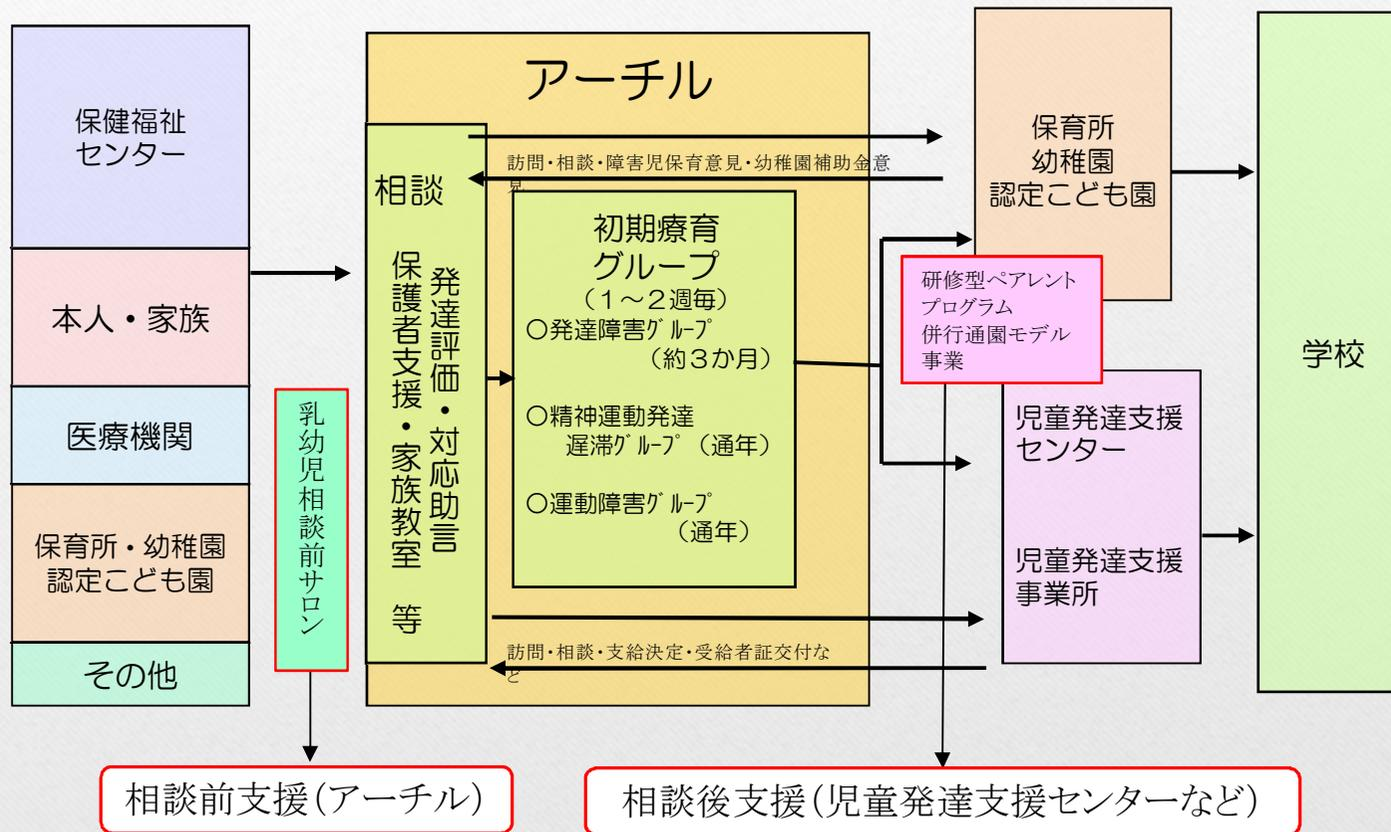 保健福祉
センター
本人・家族
医療機関
保育所・幼稚園
認定こども園
その他
乳幼児相談前サロン
アーチル
相談
発達評価・対応助言
保護者支援・家族教室 等
訪問・相談・障害児保育意見・幼稚園補助金意
見
初期療育
グループ
(1~2週毎)
○発達障害グループ
(約3か月)
○精神運動発達
遅滞グループ(通年)
○運動障害グループ
(通年)
訪問・相談・支給決定・受給者証交付な
ど
保育所
幼稚園
認定こども園
研修型ペアレント
プログラム
併行通園モデル
事業
児童発達支援
センター
児童発達支援
事業所
学校
相談前支援(アーチル)
相談後支援(児童発達支援センターなど)